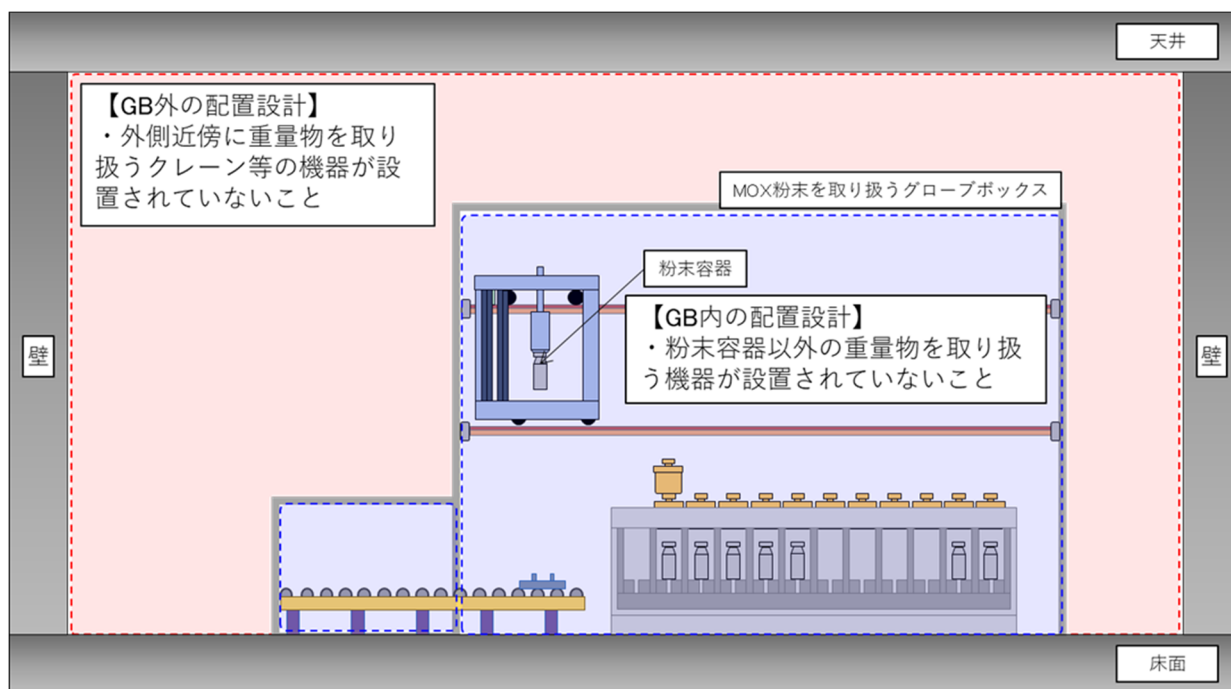 天井
【GB外の配置設計】
・外側近傍に重量物を取り
扱うクレーン等の機器が設
置されていないこと
MOX粉末を取り扱うグローブボックス
粉末容器
【GB内の配置設計】
・粉末容器以外の重量物を取り扱
う機器が設置されていないこと
壁
壁
床面